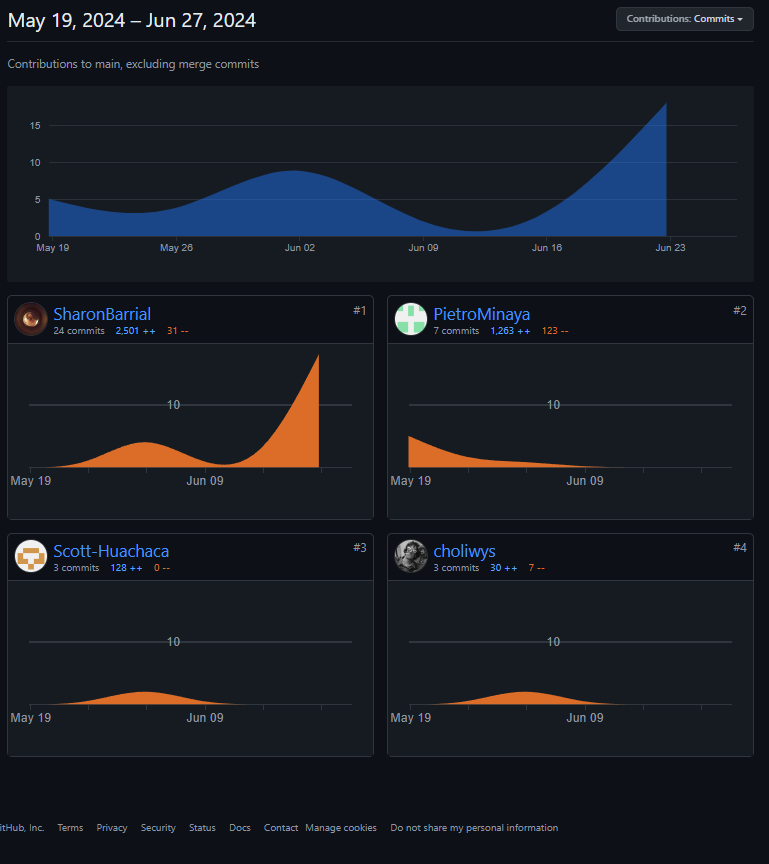 May 19, 2024 – Jun 27, 2024
Contributions: Commits
Contributions to main, excluding merge commits
15
10
5
0
May 19 May 26 Jun 02 Jun 09 Jun 16 Jun 23
SharonBarrial #1
24 commits 2,501 ++ 31 --
10
May 19 Jun 09
PietroMinaya #2
7 commits 1,263 ++ 123 --
10
May 19 Jun 09
Scott-Huachaca #3
3 commits 128 ++ 0 --
10
May 19 Jun 09
choliwys #4
3 commits 30 ++ 7 --
10
May 19 Jun 09
itHub, Inc. Terms Privacy Security Status Docs Contact Manage cookies Do not share my personal information